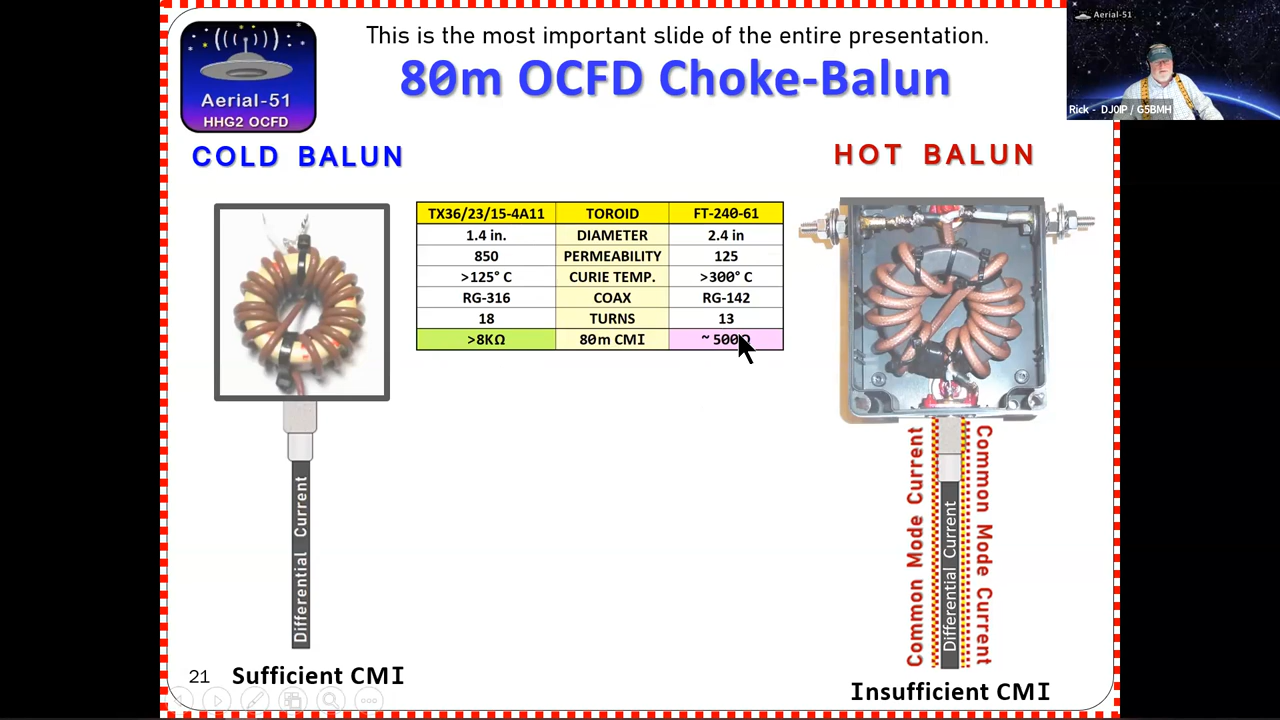 This is the most important slide of the entire presentation.
80m OCFD Choke-Balun
Aerial-51
HHG2 OCFD
Aerial-51
Rick - DJ0IP / G5BMH
COLD BALUN
HOT BALUN
TX36/23/15-4A11 TOROID FT-240-61
1.4 in. DIAMETER 2.4 in
850 PERMEABILITY 125
>125° C CURIE TEMP. >300° C
RG-316 COAX RG-142
18 TURNS 13
>8KΩ 80m CMI ~ 500Ω
Differential Current
Common Mode Current
Differential Current
Common Mode Current
21
Sufficient CMI
Insufficient CMI